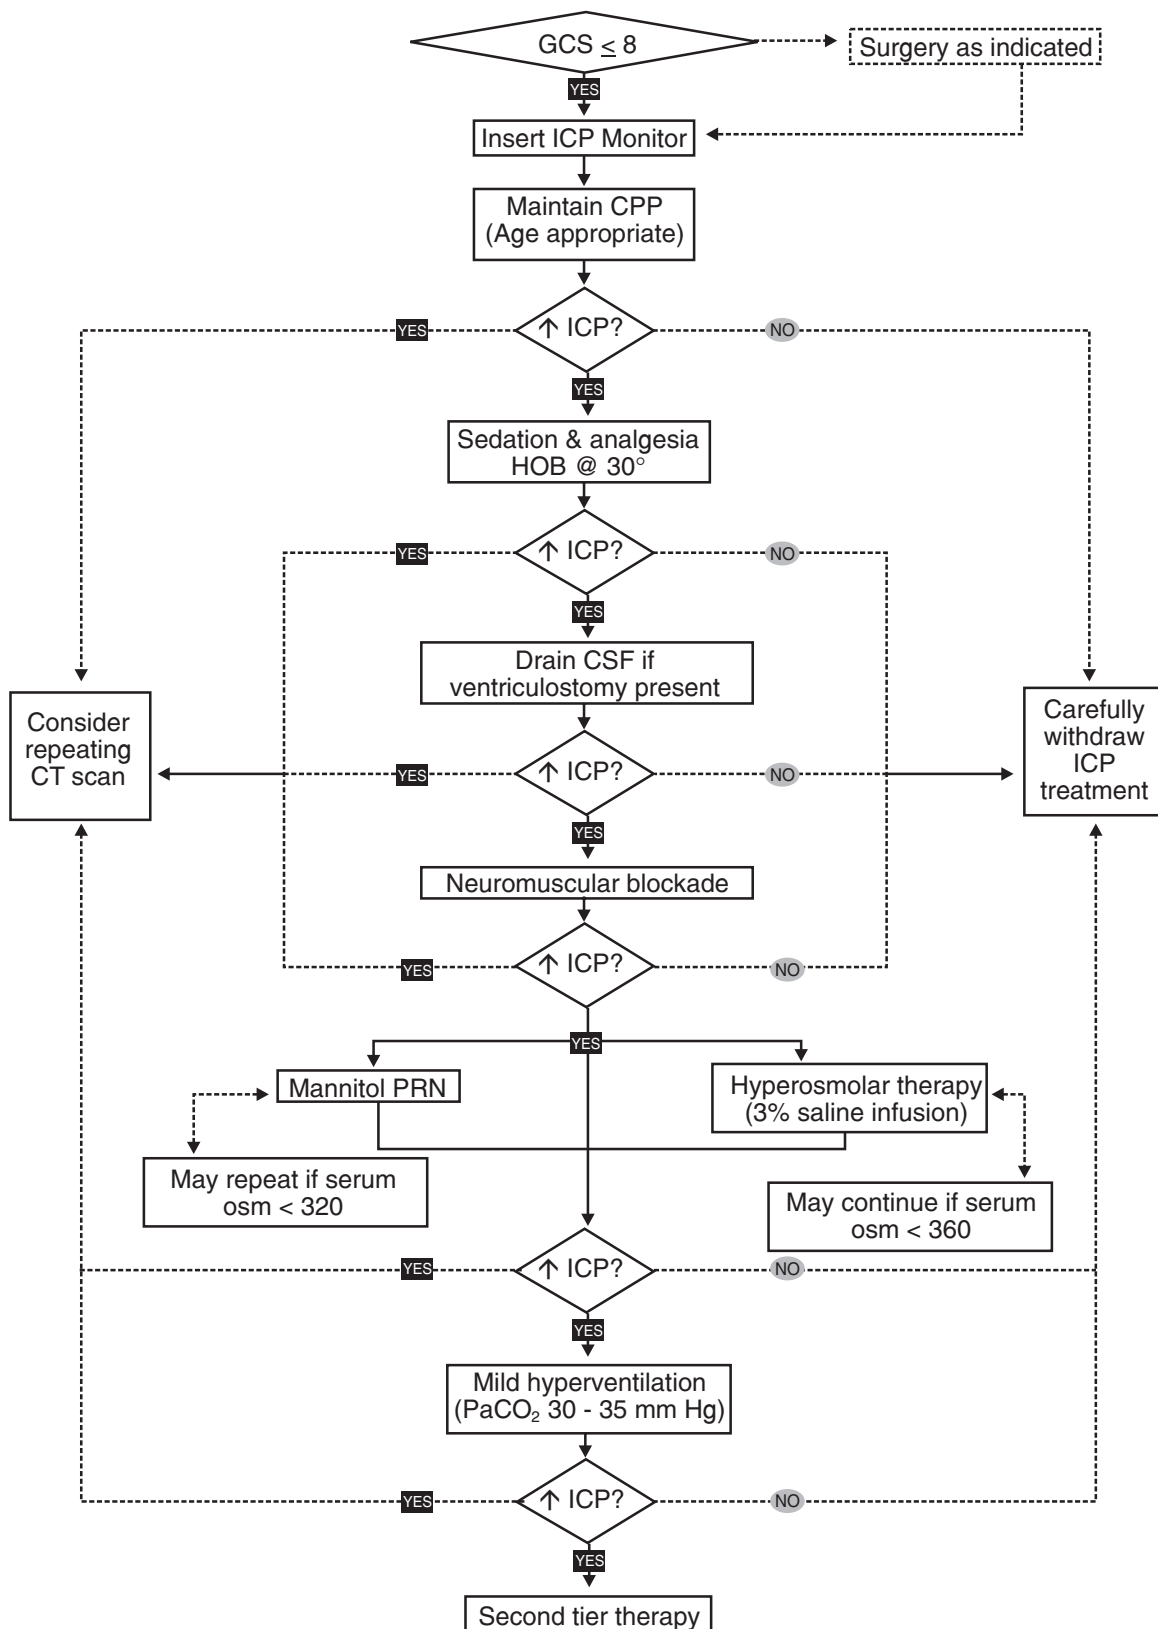 GCS ≤ 8
Surgery as indicated
YES
Insert ICP Monitor
Maintain CPP
(Age appropriate)
YES
↑ ICP?
NO
YES
Sedation & analgesia
HOB @ 30°
YES
↑ ICP?
NO
YES
Drain CSF if
ventriculostomy present
Consider
repeating
CT scan
Carefully
withdraw
ICP
treatment
YES
↑ ICP?
NO
YES
Neuromuscular blockade
YES
↑ ICP?
NO
YES
Mannitol PRN
Hyperosmolar therapy
(3% saline infusion)
May repeat if serum
osm < 320
May continue if serum
osm < 360
YES
↑ ICP?
NO
YES
Mild hyperventilation
(PaCO₂ 30 - 35 mm Hg)
YES
↑ ICP?
NO
YES
Second tier therapy